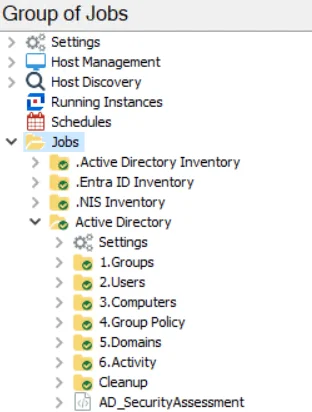 Group of Jobs
Settings
Host Management
Host Discovery
Running Instances
Schedules
Jobs
.Active Directory Inventory
.Entra ID Inventory
.NIS Inventory
Active Directory
Settings
1.Groups
2.Users
3.Computers
4.Group Policy
5.Domains
6.Activity
Cleanup
AD_SecurityAssessment